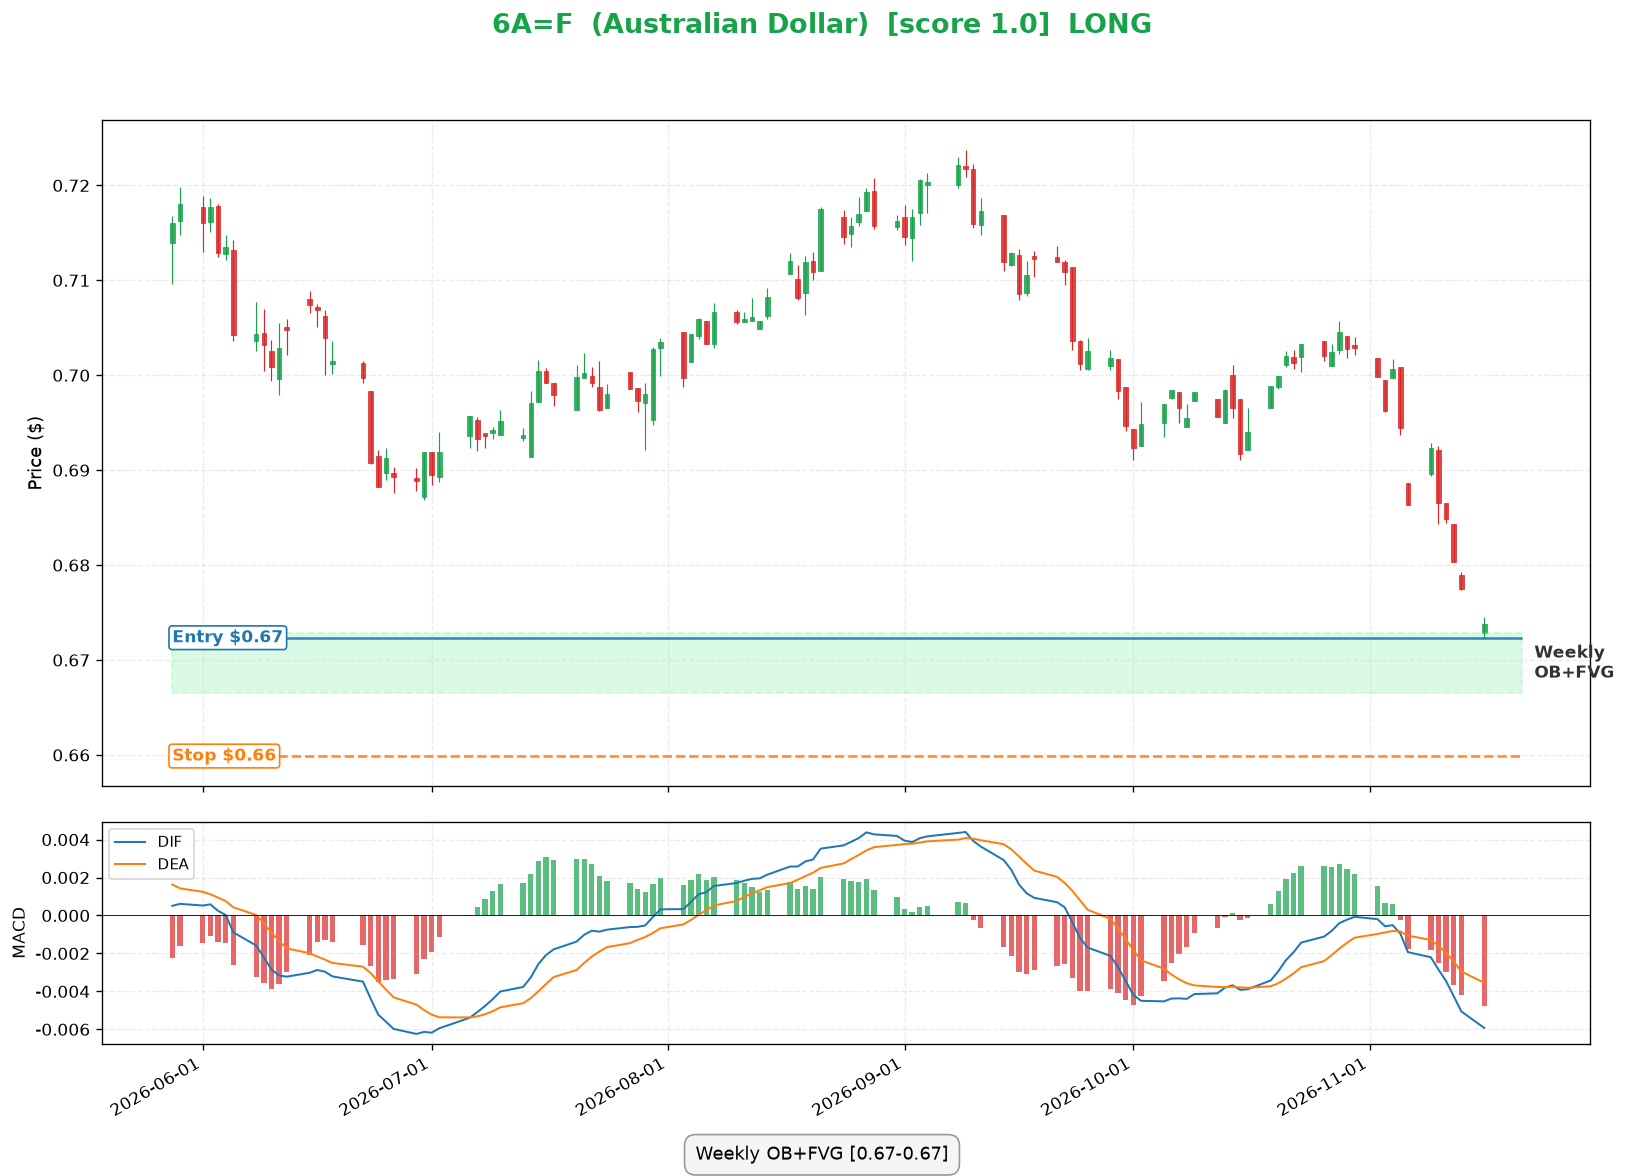 6A=F (Australian Dollar) [score 1.0] LONG
Price ($)
0.72
0.71
0.70
0.69
0.68
0.67
0.66
Entry $0.67
Stop $0.66
Weekly
OB+FVG
MACD
DIF
DEA
0.004
0.002
0.000
-0.002
-0.004
-0.006
2026-06-01
2026-07-01
2026-08-01
2026-09-01
2026-10-01
2026-11-01
Weekly OB+FVG [0.67-0.67]